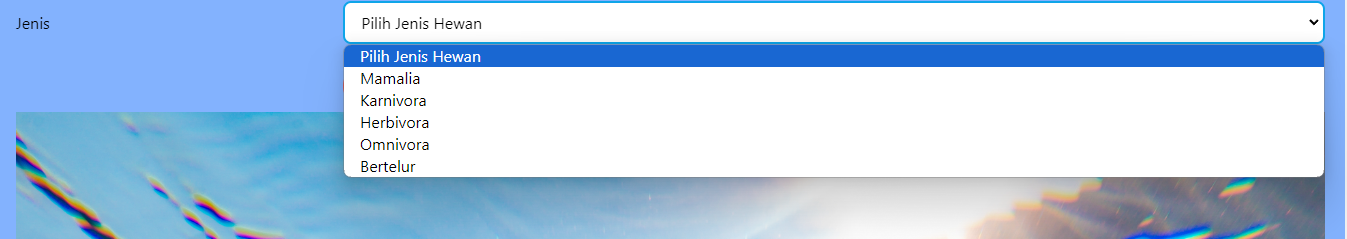 Jenis
Pilih Jenis Hewan
Pilih Jenis Hewan
Mamalia
Karnivora
Herbivora
Omnivora
Bertelur